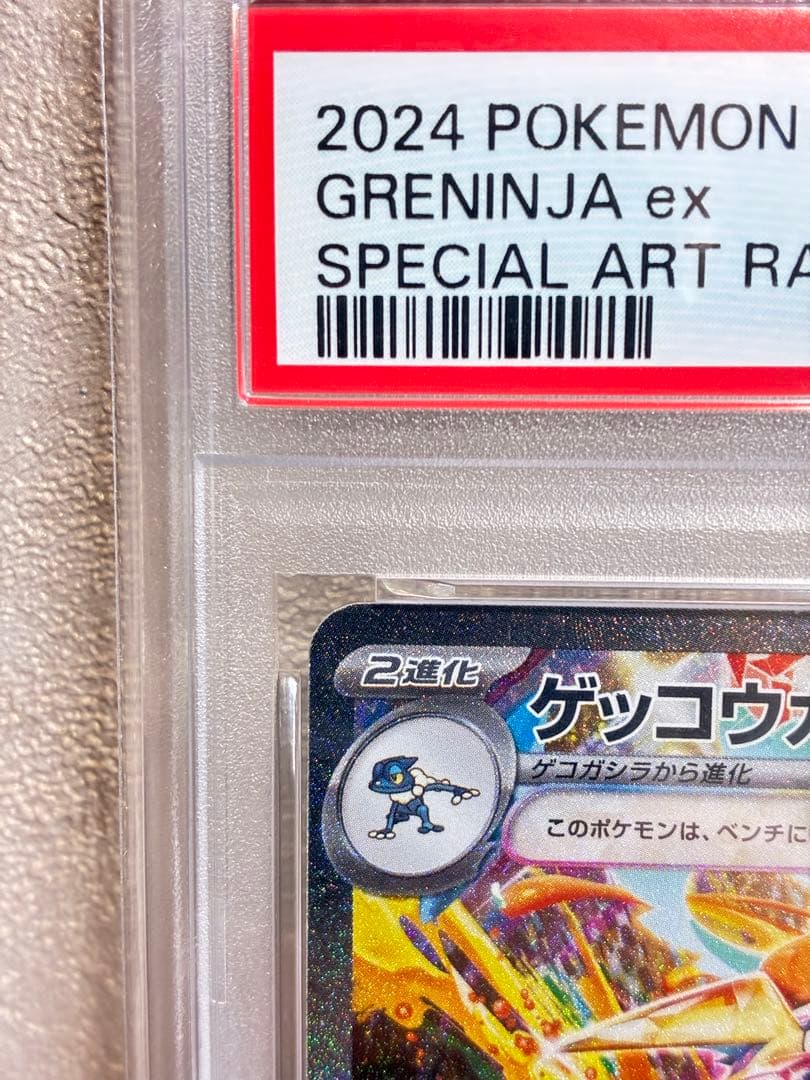 2024 POKEMON
GRENINJA ex
SPECIAL ART RA
2進化
ゲッコウガ
ゲコガシラから進化
このポケモンは、ベンチに